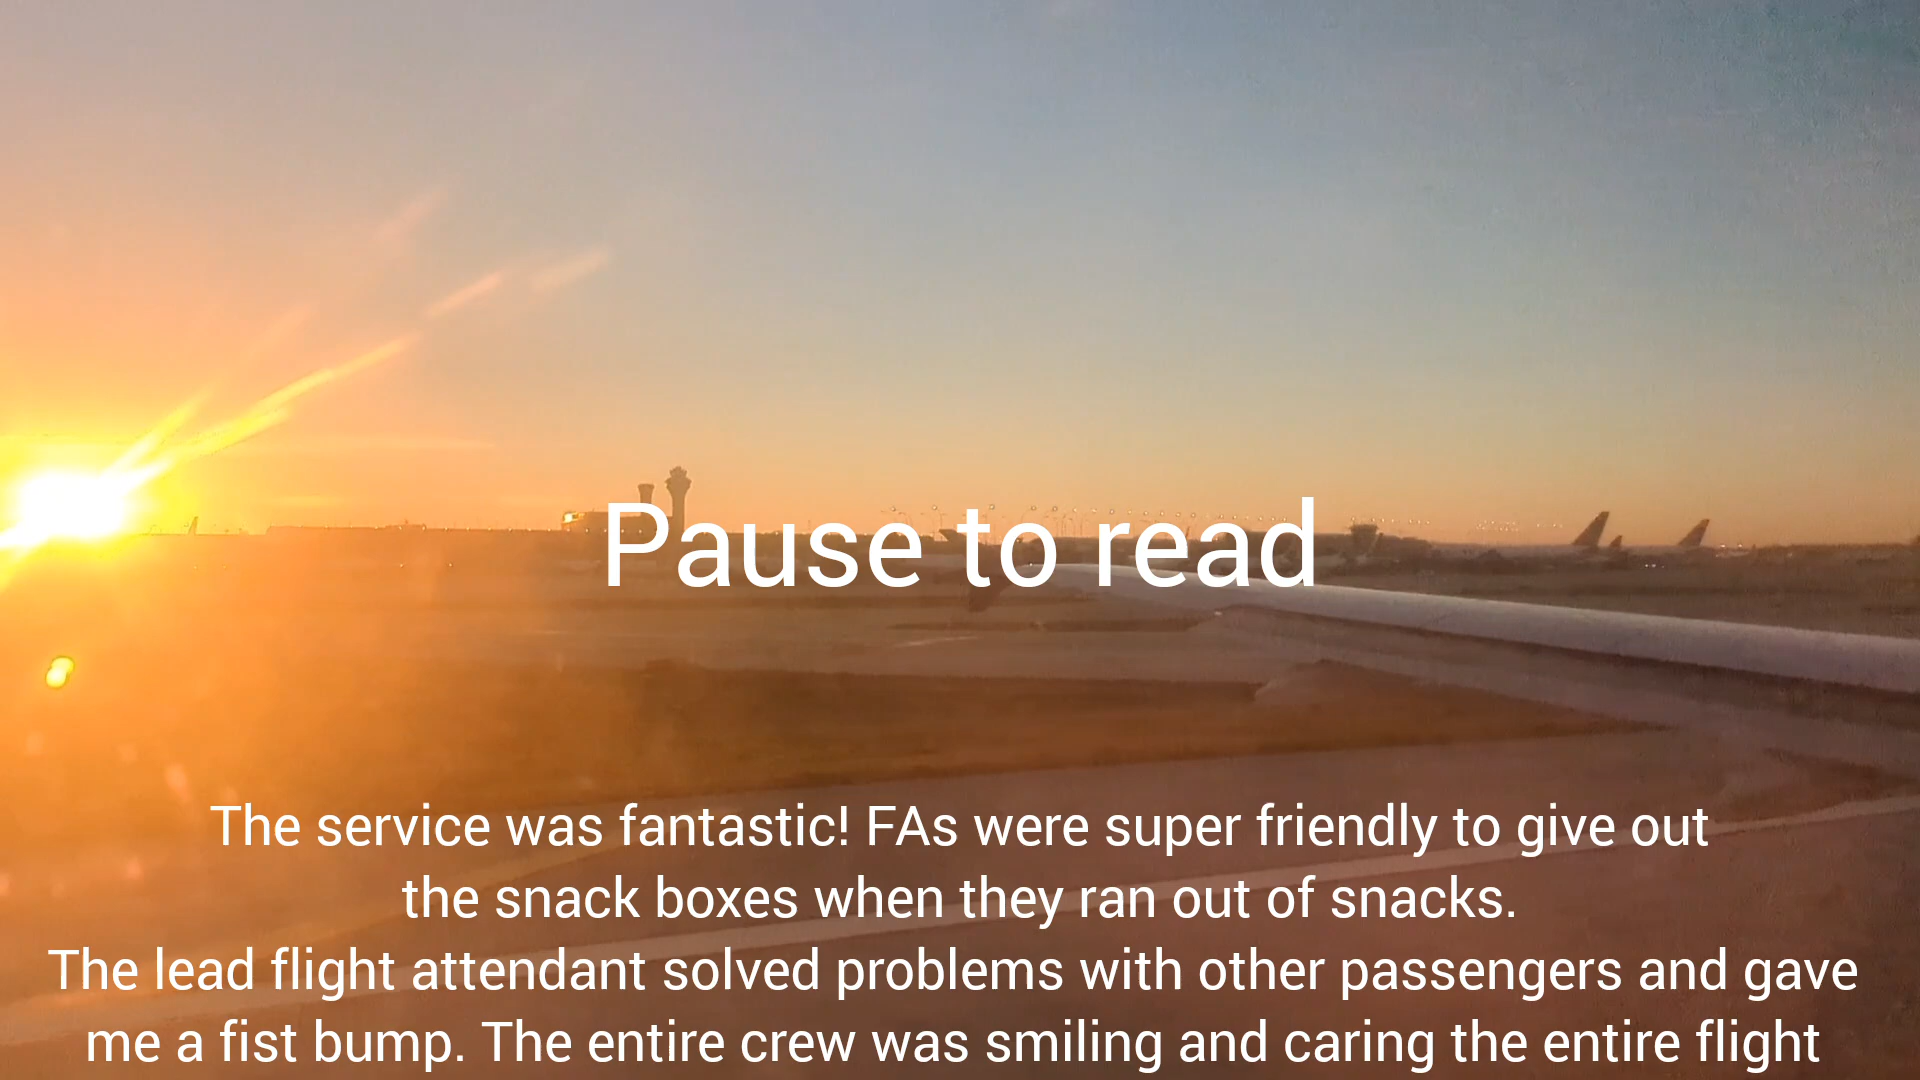 Pause to read
The service was fantastic! FAs were super friendly to give out
the snack boxes when they ran out of snacks.
The lead flight attendant solved problems with other passengers and gave
me a fist bump. The entire crew was smiling and caring the entire flight